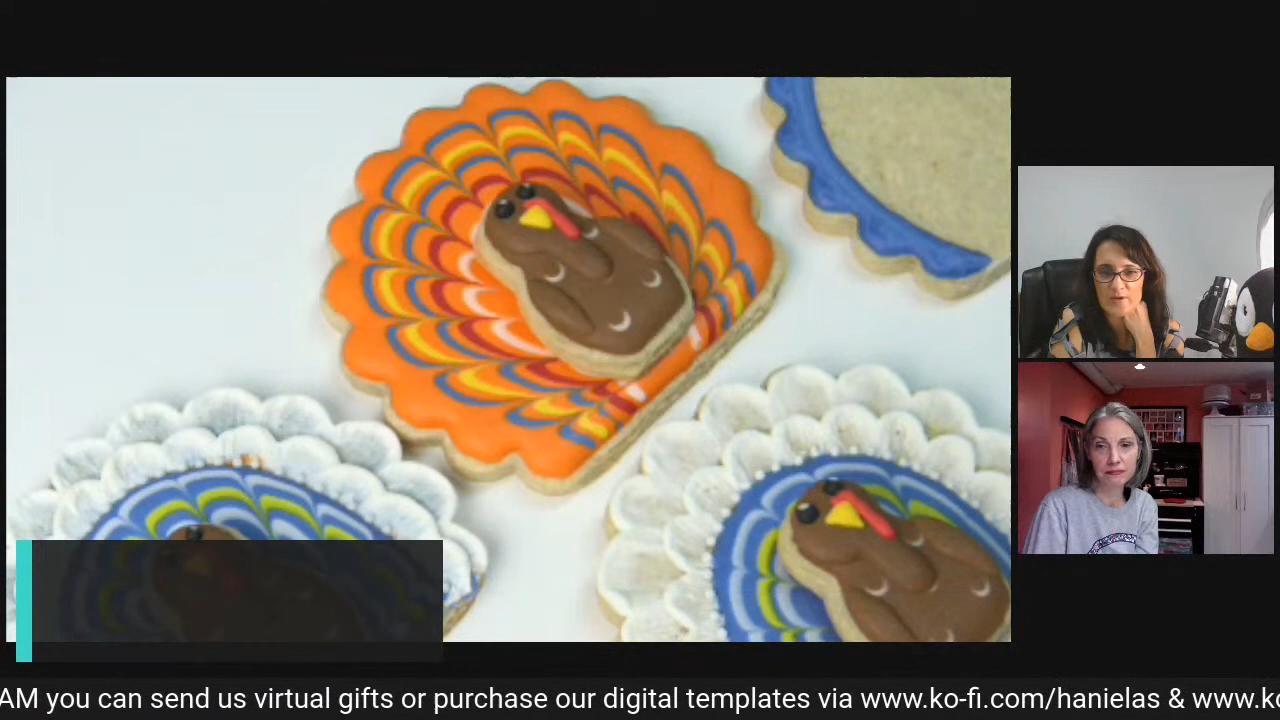 AM you can send us virtual gifts or purchase our digital templates via www.ko-fi.com/hanielas & www.ko